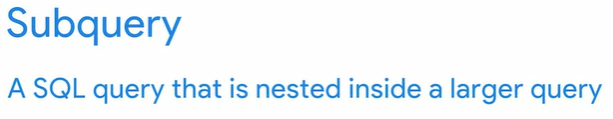 Subquery
A SQL query that is nested inside a larger query